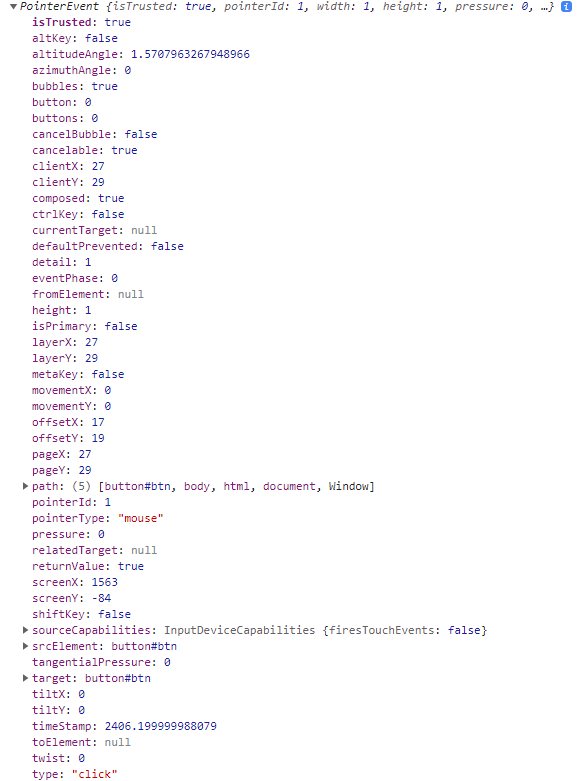 PointerEvent {isTrusted: true, pointerId: 1, width: 1, height: 1, pressure: 0, …} i
isTrusted: true
altKey: false
altitudeAngle: 1.5707963267948966
azimuthAngle: 0
bubbles: true
button: 0
buttons: 0
cancelBubble: false
cancelable: true
clientX: 27
clientY: 29
composed: true
ctrlKey: false
currentTarget: null
defaultPrevented: false
detail: 1
eventPhase: 0
fromElement: null
height: 1
isPrimary: false
layerX: 27
layerY: 29
metaKey: false
movementX: 0
movementY: 0
offsetX: 17
offsetY: 19
pageX: 27
pageY: 29
path: (5) [button#btn, body, html, document, Window]
pointerId: 1
pointerType: "mouse"
pressure: 0
relatedTarget: null
returnValue: true
screenX: 1563
screenY: -84
shiftKey: false
sourceCapabilities: InputDeviceCapabilities {firesTouchEvents: false}
srcElement: button#btn
tangentialPressure: 0
target: button#btn
tiltX: 0
tiltY: 0
timeStamp: 2406.199999988079
toElement: null
twist: 0
type: "click"